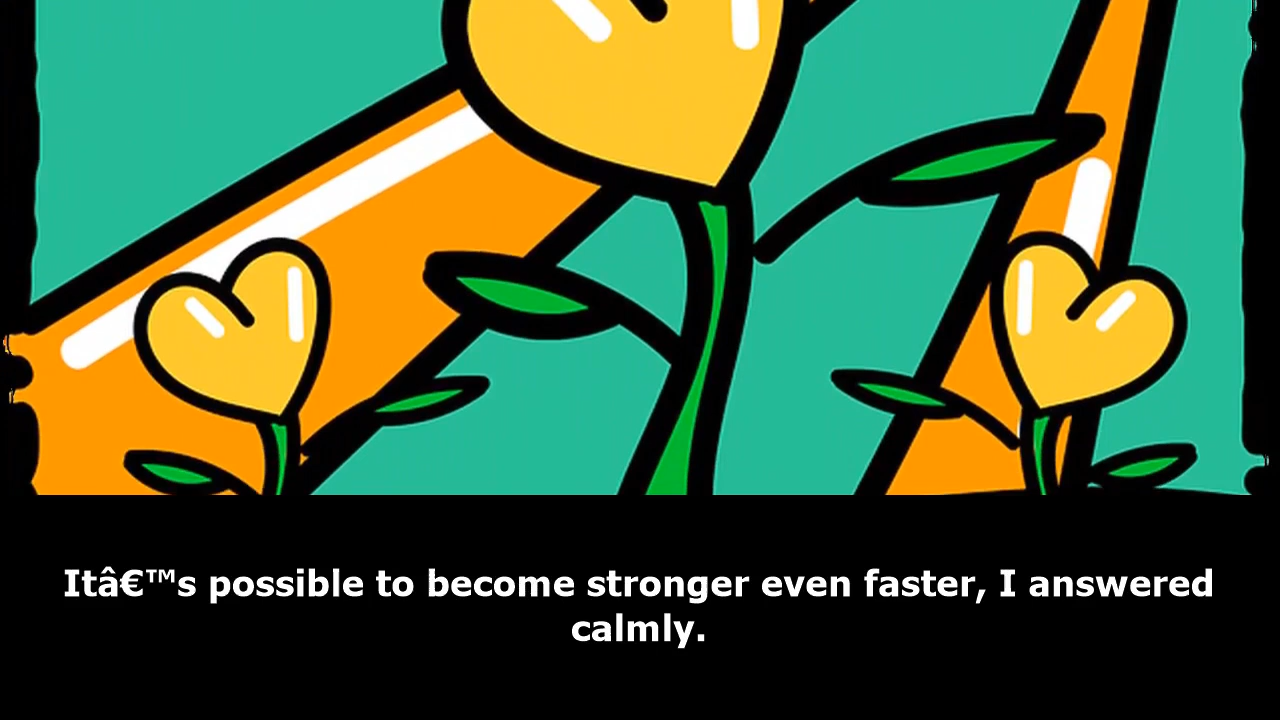 Itâ€™s possible to become stronger even faster, I answered
calmly.